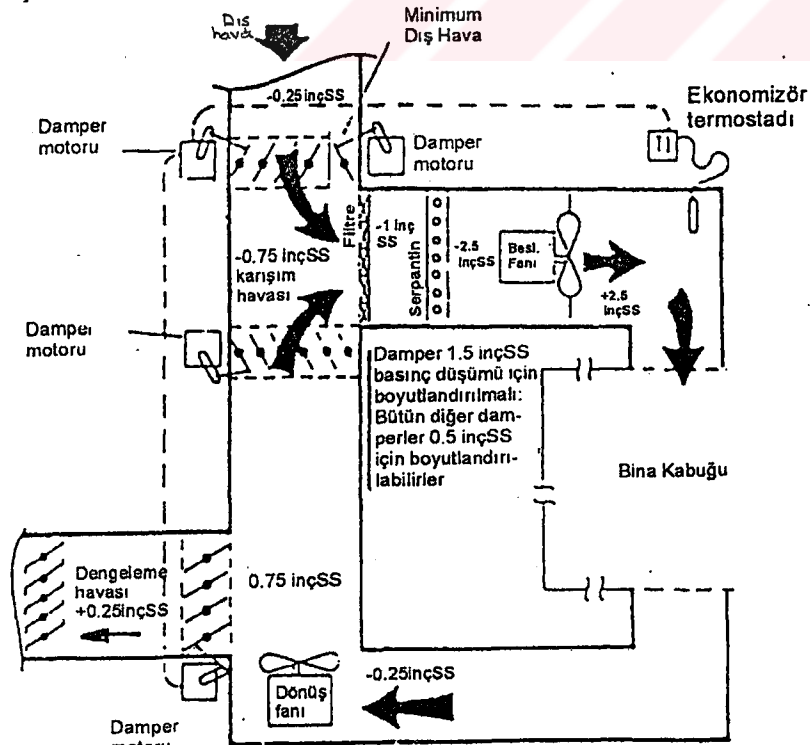 Dış
hava
Minimum
Dış Hava
-0.25inçSS
Ekonomizör
termostadı
Damper
motoru
Damper
motoru
Filtre
-1 inç
SS
Serpantin
-2.5
inçSS
Besl.
Fanı
+2.5
inçSS
-0.75 inçSS
karışım
havası
Damper
motoru
Damper 1.5 inçSS
basınç düşümü için
boyutlandırılmalı:
Bütün diğer dam-
perler 0.5 inçSS
için boyutlandırı-
labilirler
Bina Kabuğu
Dengeleme
havası
+0.25inçSS
0.75 inçSS
Dönüş
fanı
-0.25inçSS
Damper
motoru